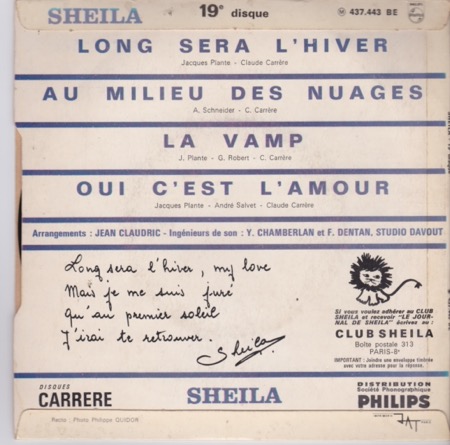 SHEILA 19e disque Ⓜ 437.443 BE
LONG SERA L'HIVER
Jacques Plante - Claude Carrère
AU MILIEU DES NUAGES
A. Schneider - C. Carrère
LA VAMP
J. Plante - G. Robert - C. Carrère
OUI C'EST L'AMOUR
Jacques Plante - André Salvet - Claude Carrère
Arrangements : JEAN CLAUDRIC - Ingénieurs de son : Y. CHAMBERLAN et F. DENTAN, STUDIO DAVOUT
Long sera l'hiver, my love
Mais je me suis juré
Qu'au premier soleil
J'irai te retrouver.
Sheila
Si vous voulez adhérer au CLUB
SHEILA et recevoir "LE JOUR-
NAL DE SHEILA" écrivez au :
CLUB SHEILA
Boîte postale 313
PARIS-8e
IMPORTANT : Joindre une enveloppe timbrée
avec votre adresse pour la réponse.
DISQUES
CARRERE
SHEILA
DISTRIBUTION
Société Phonographique
PHILIPS
Recto : Photo Philippe QUIDOR